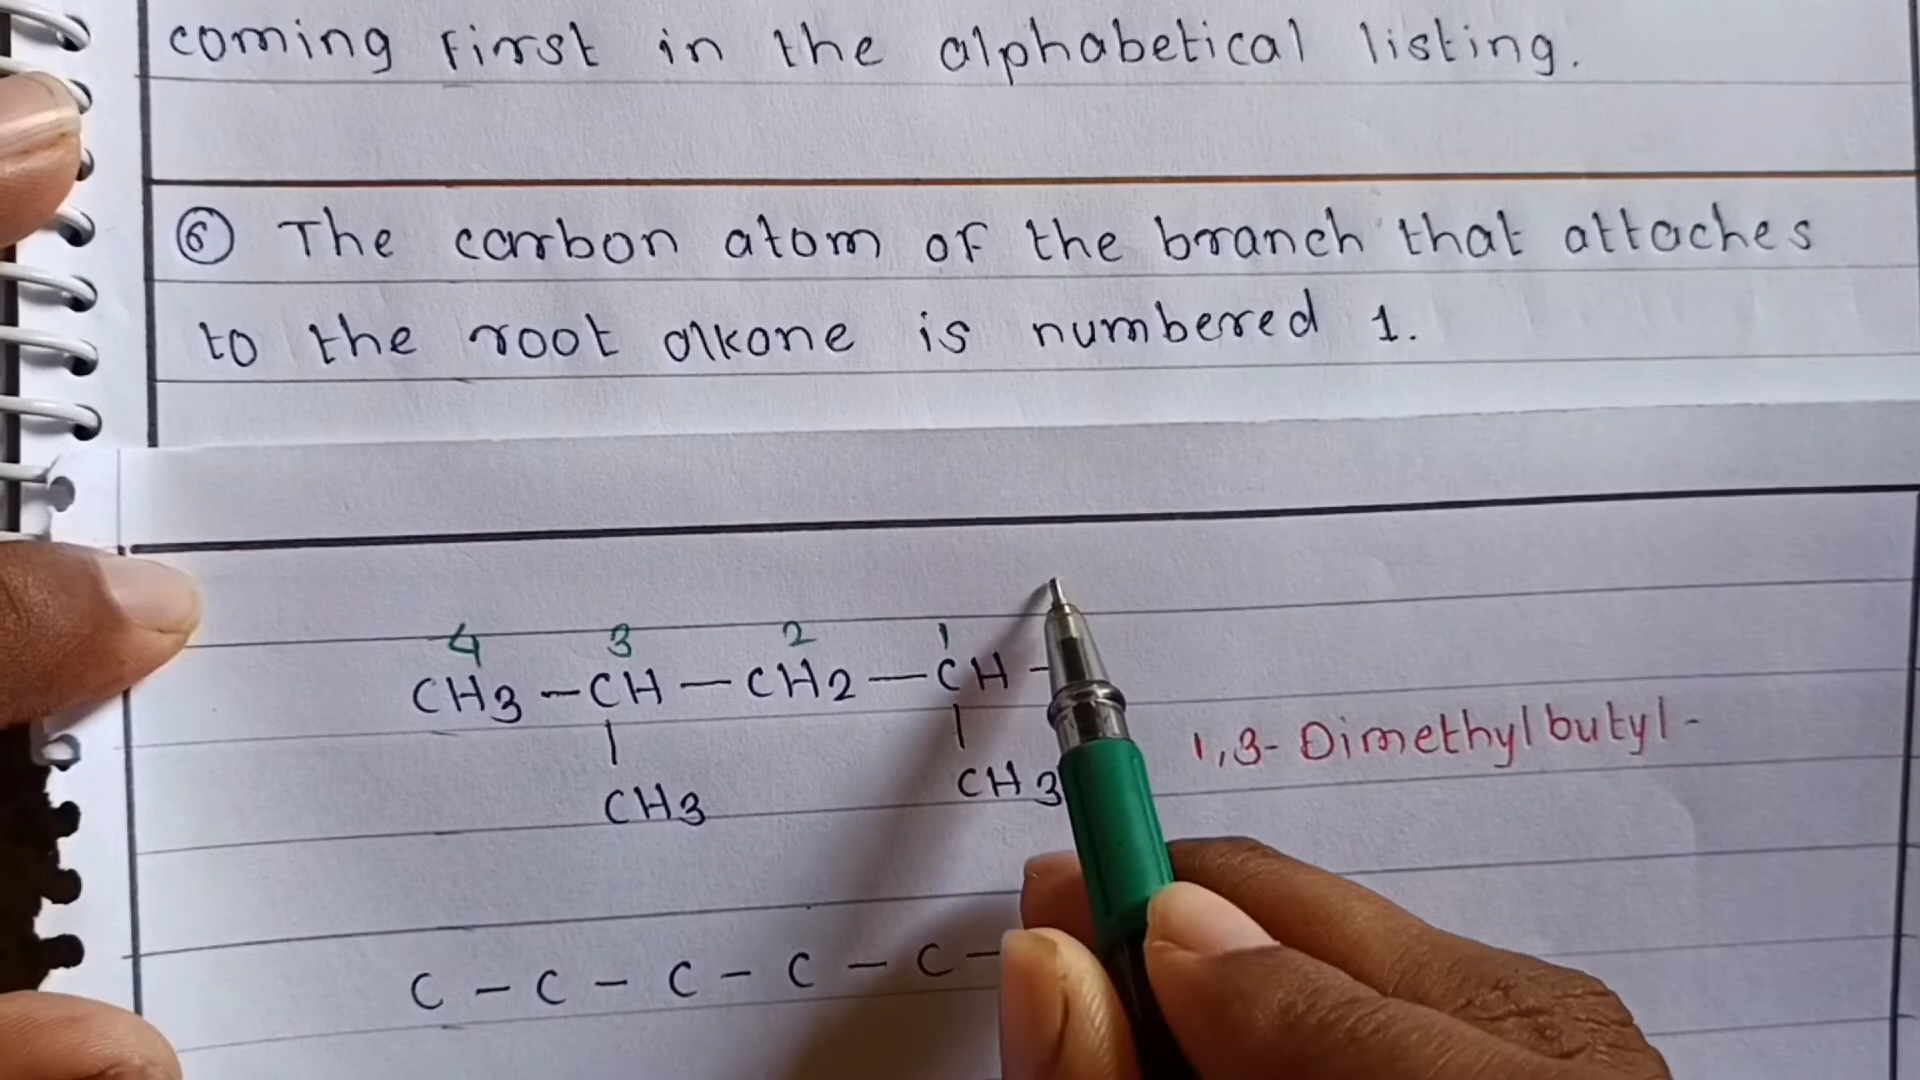 coming first in the alphabetical listing.
⑥ The carbon atom of the branch that attaches
to the root alkane is numbered 1.
4 3 2 1
CH3 - CH - CH2 - CH -
| |
CH3 CH3
1,3- Dimethylbutyl -
C - C - C - C - C -